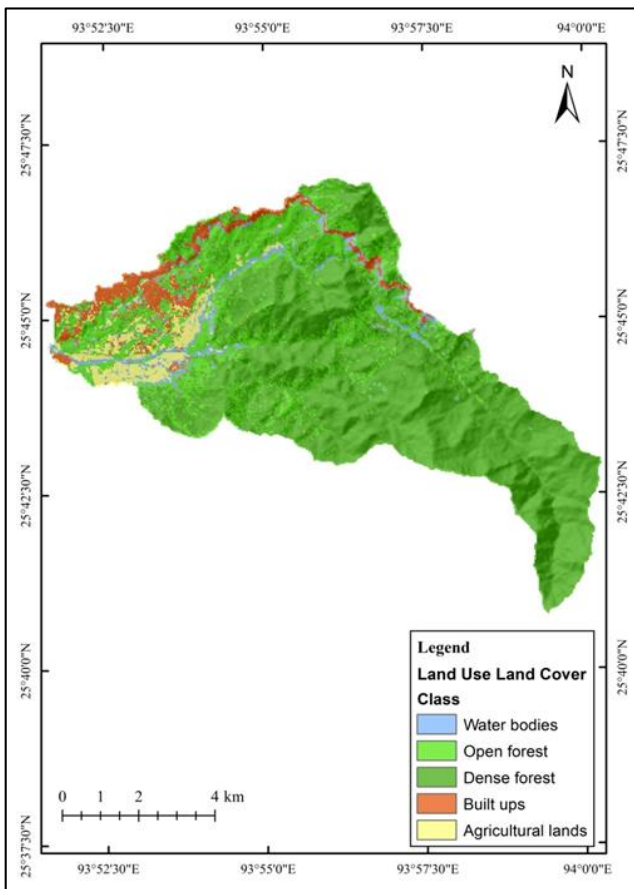 93°52'30"E 93°55'0"E 93°57'30"E 94°0'0"E
N
25°47'30"N 25°47'30"N
25°45'0"N 25°45'0"N
25°42'30"N 25°42'30"N
25°40'0"N 25°40'0"N
25°37'30"N 25°37'30"N
Legend
Land Use Land Cover
Class
Water bodies
Open forest
Dense forest
Built ups
Agricultural lands
0 1 2 4 km
93°52'30"E 93°55'0"E 93°57'30"E 94°0'0"E